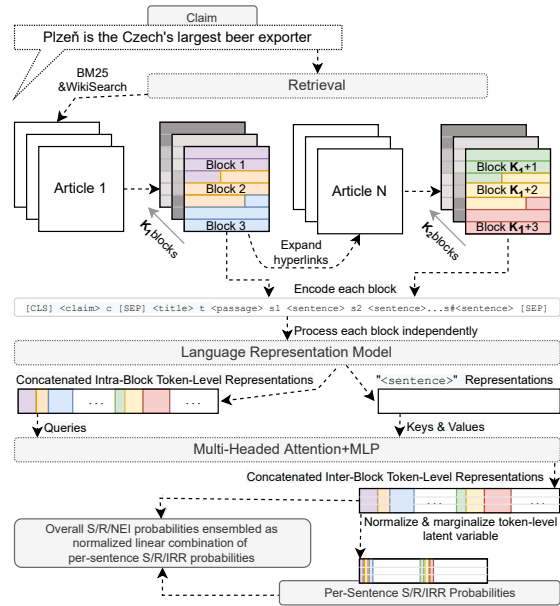 Claim
Plzeň is the Czech's largest beer exporter
BM25
&WikiSearch
Retrieval
Article 1
Block 1
Block 2
Block 3
K1 blocks
Expand
hyperlinks
Article N
Block K1+1
Block K1+2
Block K1+3
K2 blocks
Encode each block
[CLS] <claim> c [SEP] <title> t <passage> s1 <sentence> s2 <sentence>...s#<sentence> [SEP]
Process each block independently
Language Representation Model
Concatenated Intra-Block Token-Level Representations
"<sentence>" Representations
...
...
Queries
Keys & Values
Multi-Headed Attention+MLP
Concatenated Inter-Block Token-Level Representations
...
...
Normalize & marginalize token-level
latent variable
Overall S/R/NEI probabilities ensembled as
normalized linear combination of
per-sentence S/R/IRR probabilities
Per-Sentence S/R/IRR Probabilities